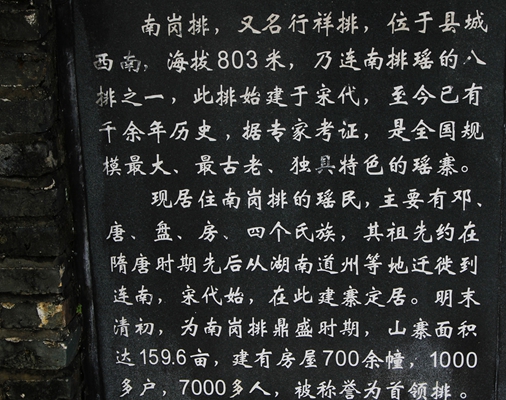 南岗排，又名行祥排，位于县城
西南，海拔803米，乃连南排瑶的八
排之一，此排始建于宋代，至今已有
千余年历史，据专家考证，是全国规
模最大、最古老、独具特色的瑶寨。
现居住南岗排的瑶民，主要有邓、
唐、盘、房、四个氏族，其祖先约在
隋唐时期先后从湖南道州等地迁徙到
连南，宋代始，在此建寨定居。明末
清初，为南岗排鼎盛时期，山寨面积
达159.6亩，建有房屋700余幢，1000
多户，7000多人，被称誉为首领排。